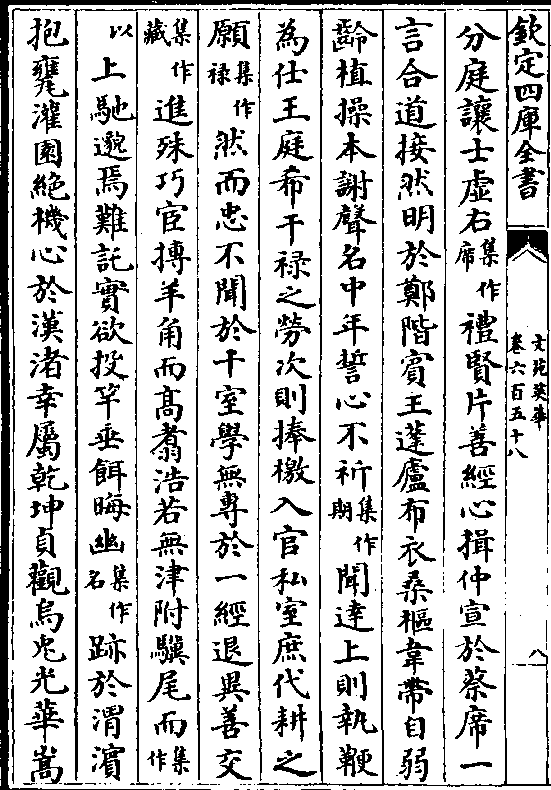 欽定四庫全書
文苑英華
卷六百五十八
八
分庭讓士虛右集作席禮賢片善經心揖仲宣於蔡席一
言合道接然明於鄭階賓王蓬廬布衣桑樞韋帶自弱
齡植操本謝聲名中年誓心不祈集作期聞達上則執鞭
為仕王庭希干祿之勞次則捧檄入官私室庶代耕之
願集作祿然而忠不聞於十室學無專於一經退異善交
集作藏進殊巧宦摶羊角而高翥浩若無津附驥尾而集作
以上馳邈焉難託實欲投竿垂餌晦幽集作名跡於渭濱
抱甕灌園絶機心於漢渚幸屬乾坤貞觀烏兔光華嵩